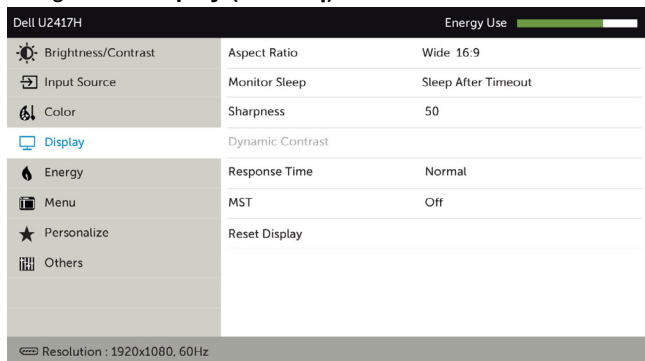 Dell U2417H Energy Use
Brightness/Contrast Aspect Ratio Wide 16:9
Input Source Monitor Sleep Sleep After Timeout
Color Sharpness 50
Display Dynamic Contrast
Energy Response Time Normal
Menu MST Off
Personalize Reset Display
Others
Resolution : 1920x1080, 60Hz